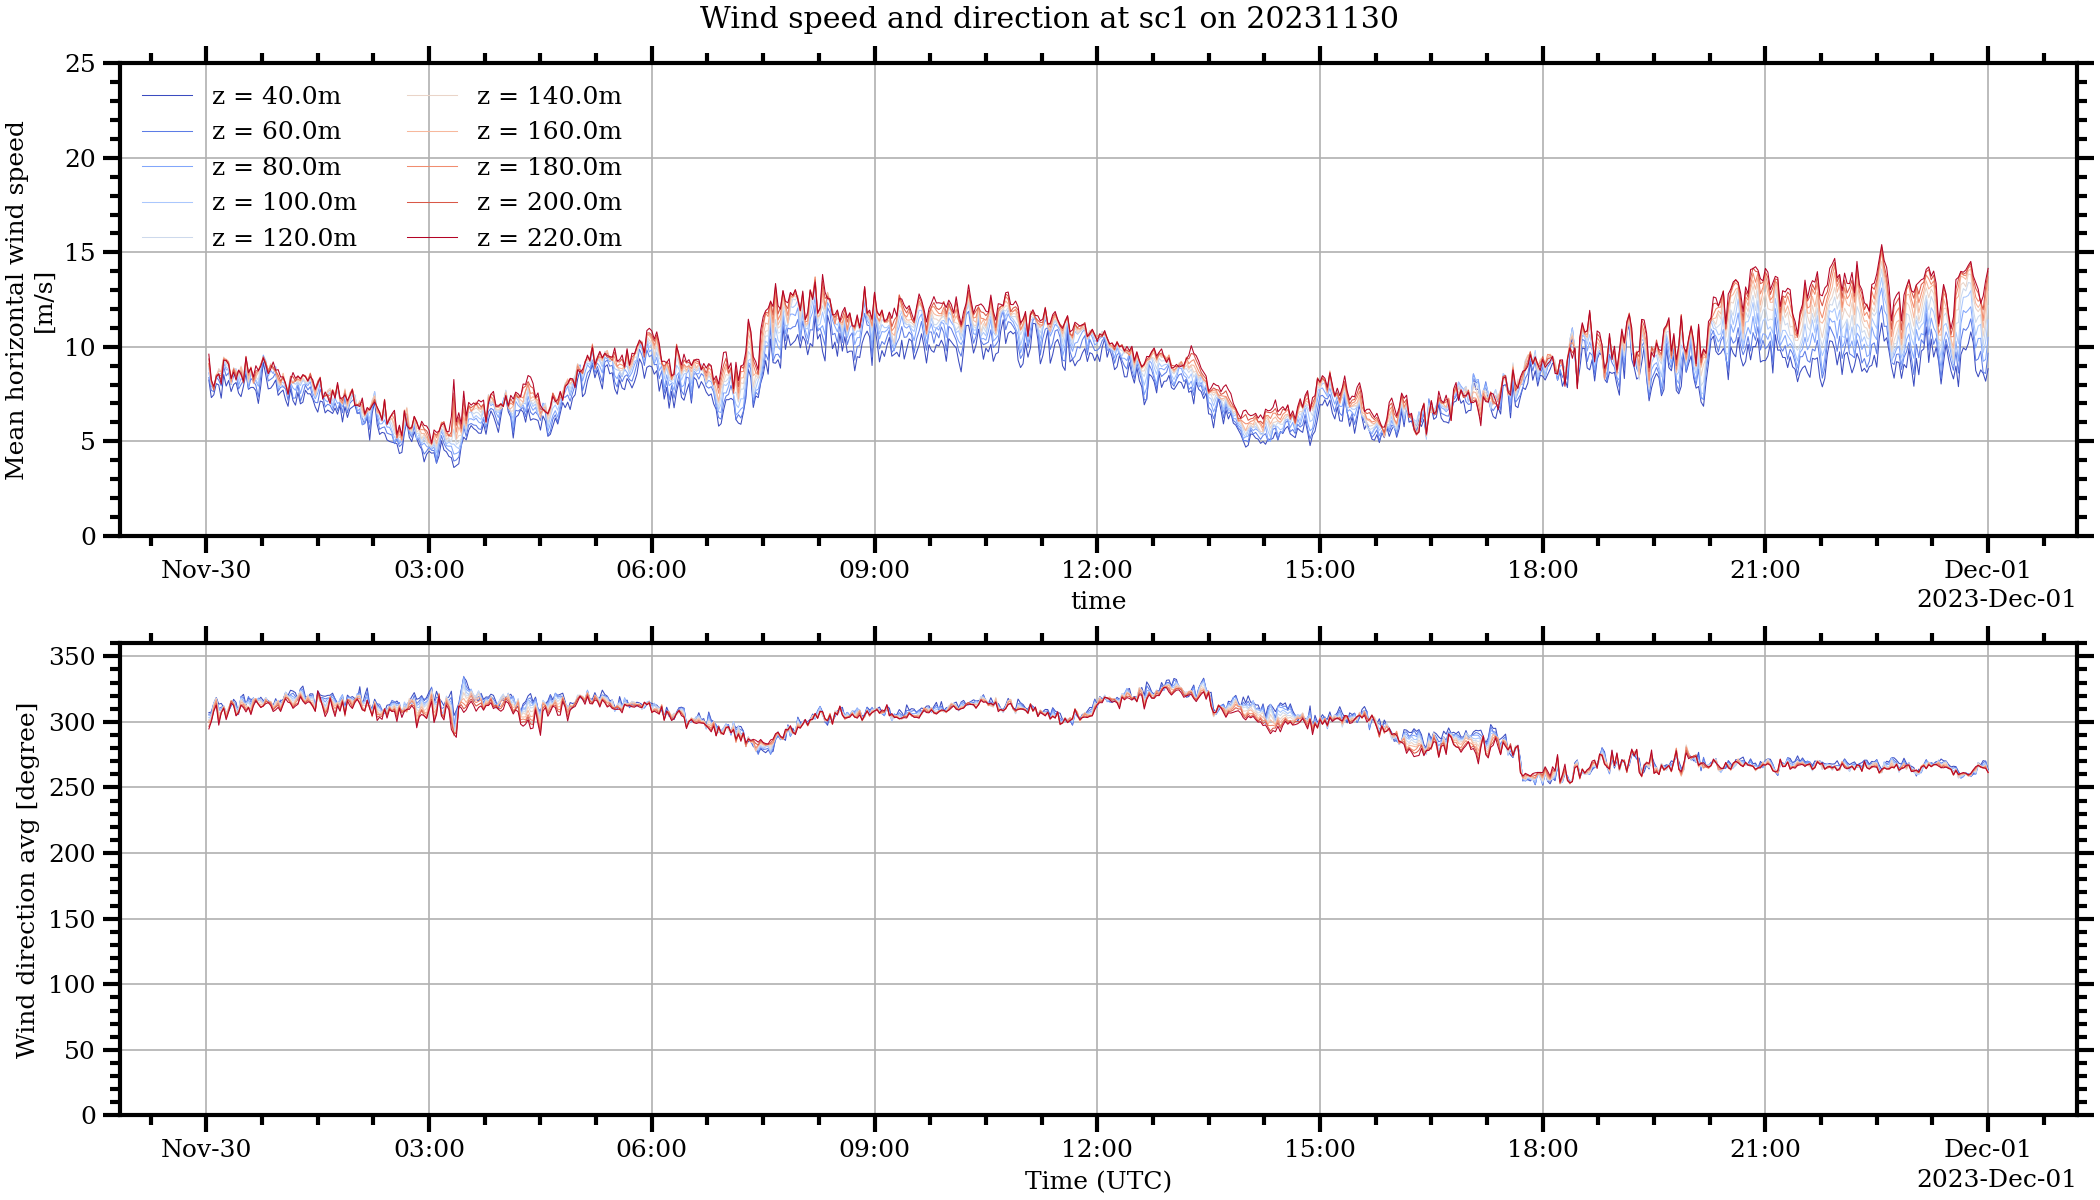 Wind speed and direction at sc1 on 20231130
Mean horizontal wind speed
[m/s]
25
20
15
10
5
0
z = 40.0m
z = 60.0m
z = 80.0m
z = 100.0m
z = 120.0m
z = 140.0m
z = 160.0m
z = 180.0m
z = 200.0m
z = 220.0m
Nov-30 03:00 06:00 09:00 12:00 15:00 18:00 21:00 Dec-01
time
2023-Dec-01
Wind direction avg [degree]
350
300
250
200
150
100
50
0
Nov-30 03:00 06:00 09:00 12:00 15:00 18:00 21:00 Dec-01
Time (UTC)
2023-Dec-01